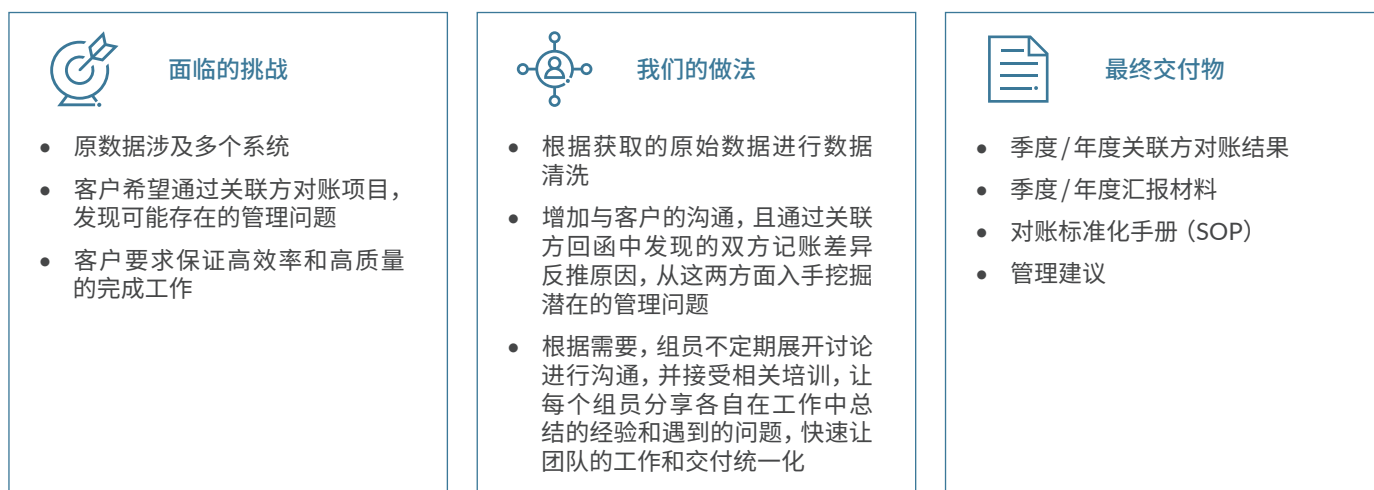 面临的挑战
● 原数据涉及多个系统
● 客户希望通过关联方对账项目，
发现可能存在的管理问题
● 客户要求保证高效率和高质量
的完成工作
我们的做法
● 根据获取的原始数据进行数据
清洗
● 增加与客户的沟通，且通过关联
方回函中发现的双方记账差异
反推原因，从这两方面入手挖掘
潜在的管理问题
● 根据需要，组员不定期展开讨论
进行沟通，并接受相关培训，让
每个组员分享各自在工作中总
结的经验和遇到的问题，快速让
团队的工作和交付统一化
最终交付物
● 季度/年度关联方对账结果
● 季度/年度汇报材料
● 对账标准化手册（SOP）
● 管理建议